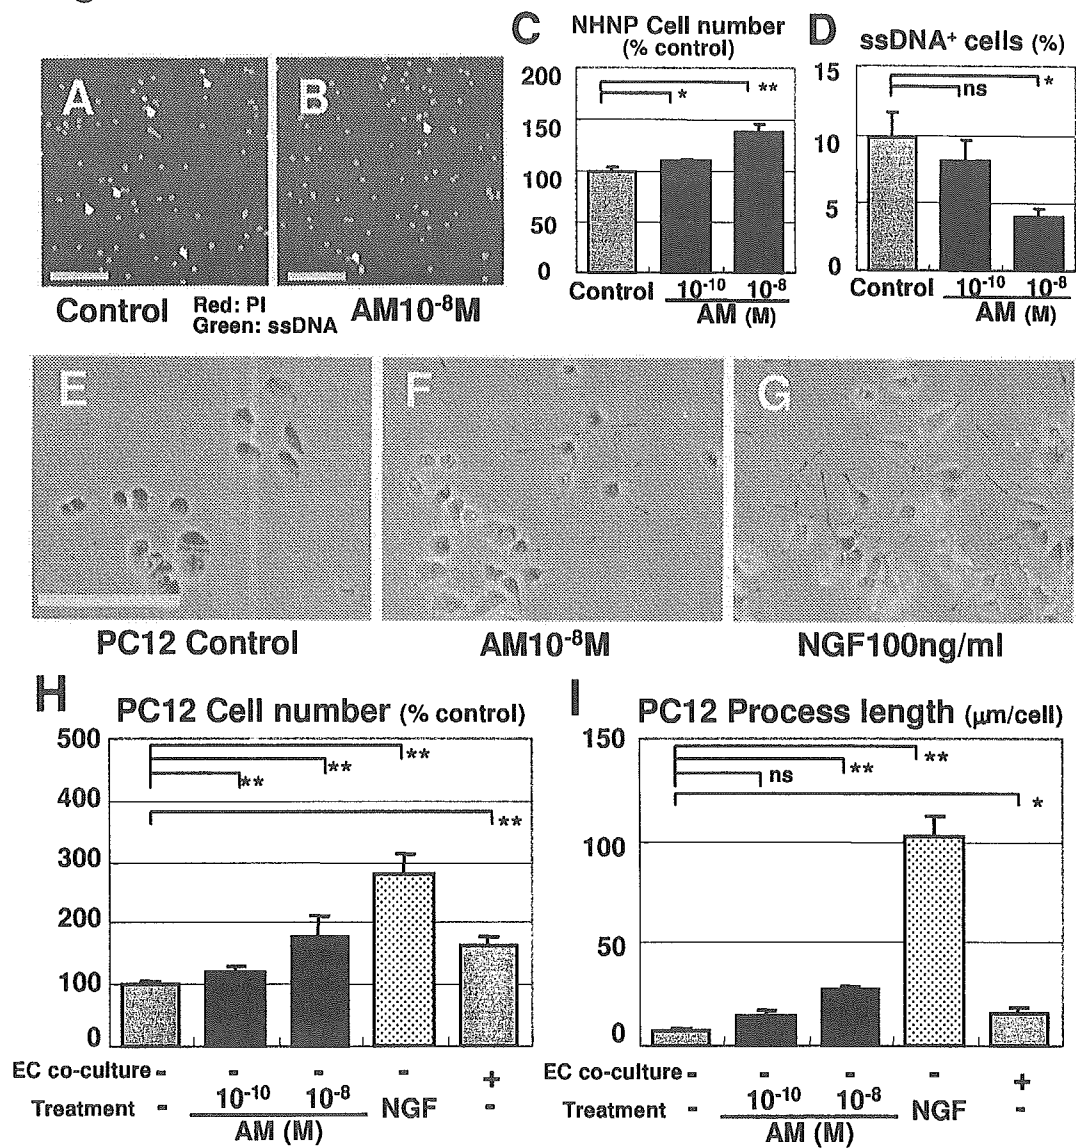 C NHNP Cell number
(% control)
200
150
100
50
0
* **
Control 10⁻¹⁰ 10⁻⁸
AM (M)
D ssDNA⁺ cells (%)
15
10
5
0
ns *
Control 10⁻¹⁰ 10⁻⁸
AM (M)
A
Control
Red: PI
Green: ssDNA
B
AM10⁻⁸M
E
PC12 Control
F
AM10⁻⁸M
G
NGF100ng/ml
H PC12 Cell number (% control)
500
400
300
200
100
0
**
**
**
**
EC co-culture - - - - +
Treatment - 10⁻¹⁰ 10⁻⁸ NGF -
AM (M)
I PC12 Process length (μm/cell)
150
100
50
0
**
**
ns
*
EC co-culture - - - - +
Treatment - 10⁻¹⁰ 10⁻⁸ NGF -
AM (M)